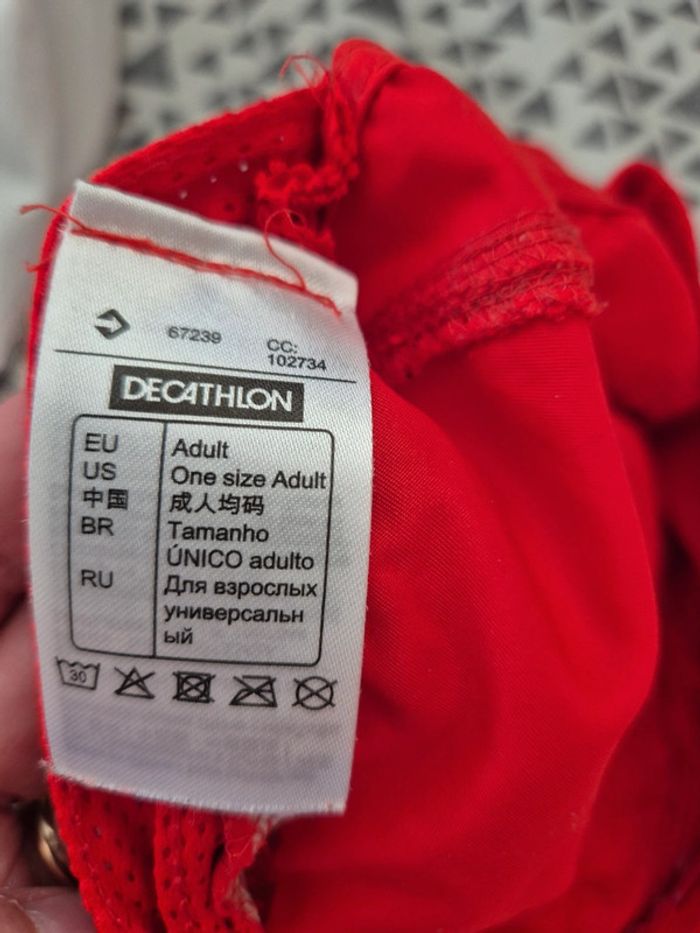 67239
CC:
102734
DECATHLON
EU Adult
US One size Adult
中国 成人均码
BR Tamanho
ÚNICO adulto
RU Для взрослых
универсальн
ый
30